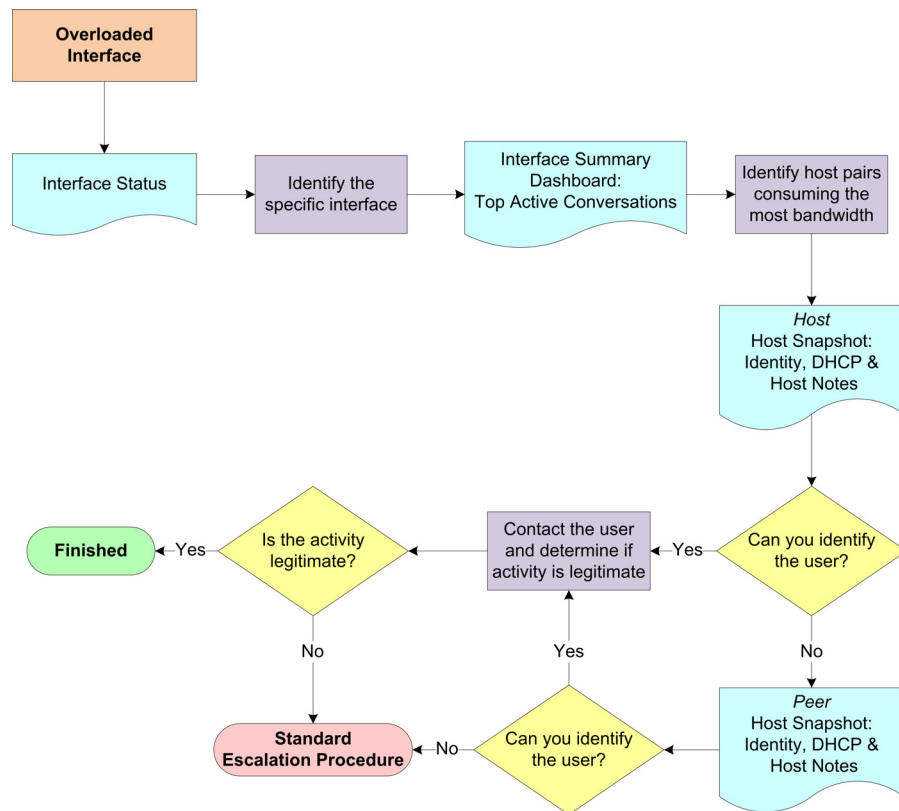 Overloaded
Interface
Interface Status
Identify the
specific interface
Interface Summary
Dashboard:
Top Active Conversations
Identify host pairs
consuming the
most bandwidth
Host
Host Snapshot:
Identity, DHCP &
Host Notes
Can you identify
the user?
Yes
Contact the user
and determine if
activity is legitimate
Is the activity
legitimate?
Yes
Finished
No
No
Peer
Host Snapshot:
Identity, DHCP &
Host Notes
Can you identify
the user?
Yes
No
Standard
Escalation Procedure